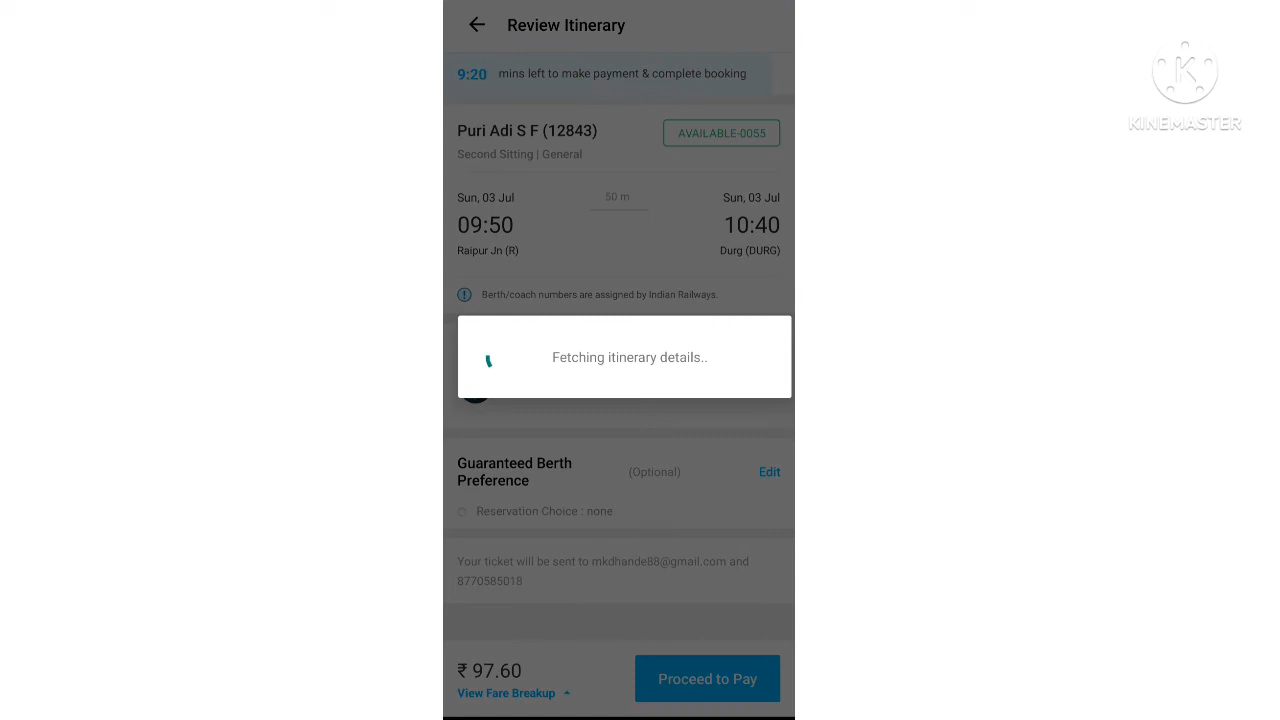 Review Itinerary
9:20 mins left to make payment & complete booking
Puri Adi S F (12843) AVAILABLE-0055
Second Sitting | General
Sun, 03 Jul 50 m Sun, 03 Jul
09:50 10:40
Raipur Jn (R) Durg (DURG)
Berth/coach numbers are assigned by Indian Railways.
Fetching itinerary details..
Guaranteed Berth
Preference (Optional) Edit
Reservation Choice : none
Your ticket will be sent to mkdhande88@gmail.com and
8770585018
₹ 97.60
View Fare Breakup
Proceed to Pay
K
KINEMASTER